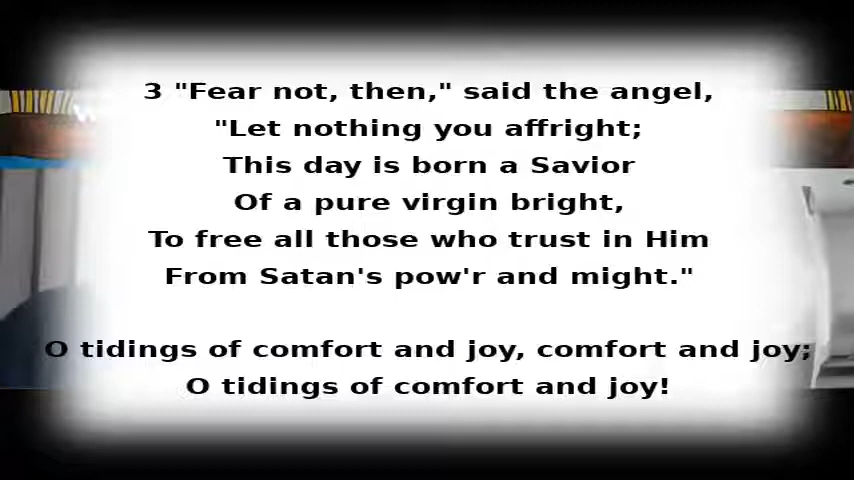 3 "Fear not, then," said the angel,
"Let nothing you affright;
This day is born a Savior
Of a pure virgin bright,
To free all those who trust in Him
From Satan's pow'r and might."
O tidings of comfort and joy, comfort and joy;
O tidings of comfort and joy!